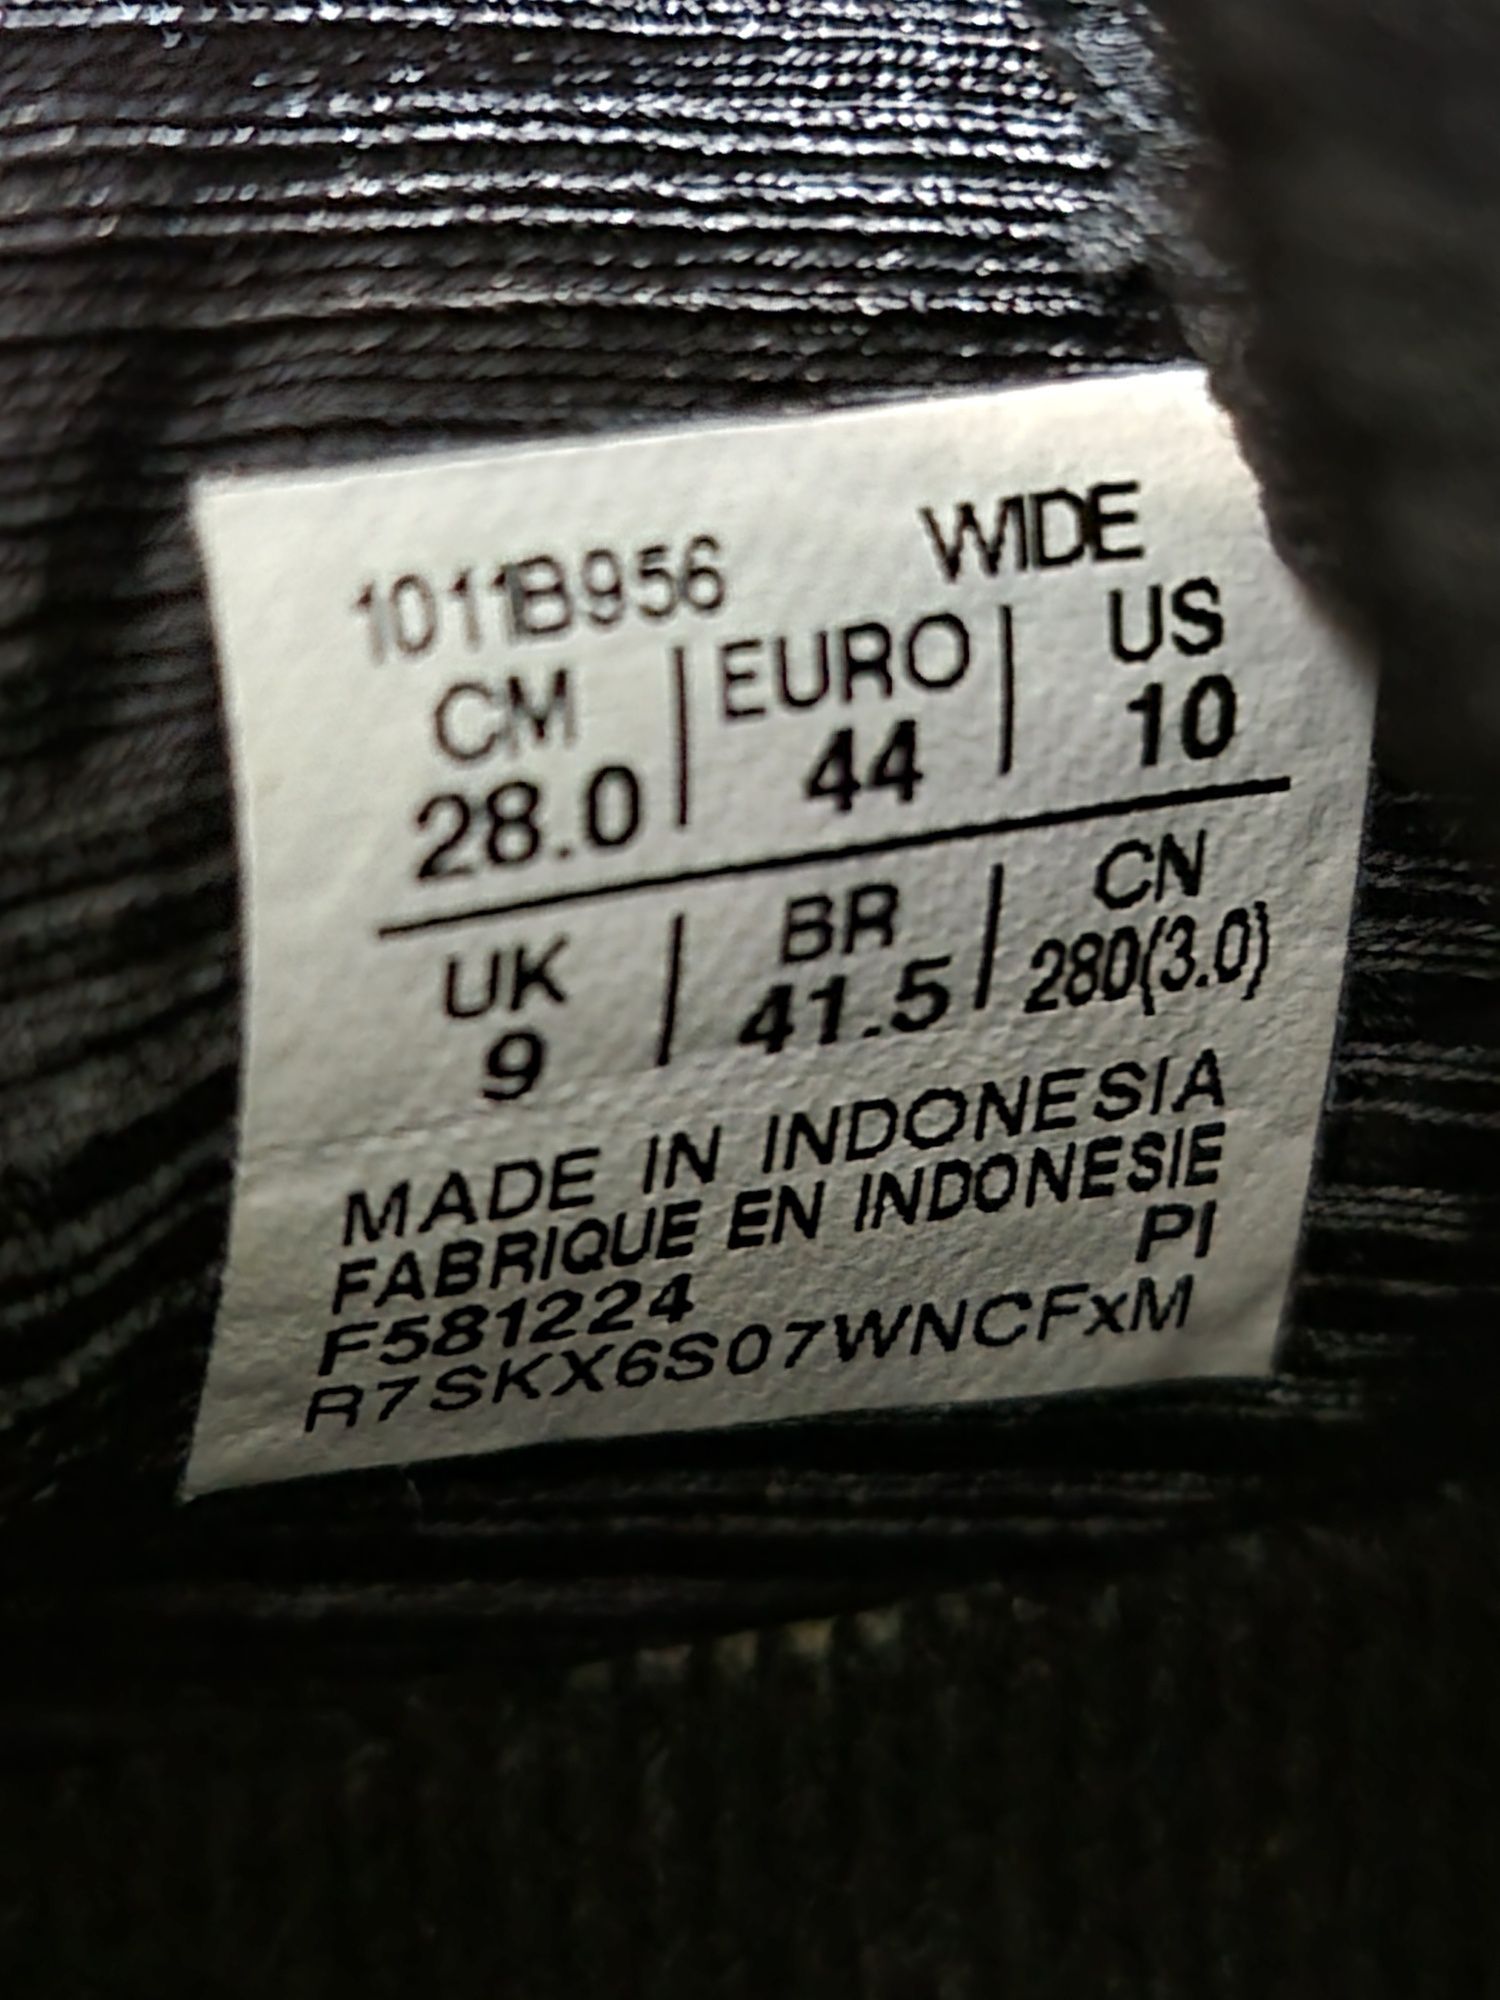 1011B956 WIDE
CM | EURO | US
28.0 | 44 | 10
UK | BR | CN
9 | 41.5 | 280(3.0)
MADE IN INDONESIA
FABRIQUE EN INDONESIE
F581224 PI
R7SKX6S07WNCFxM